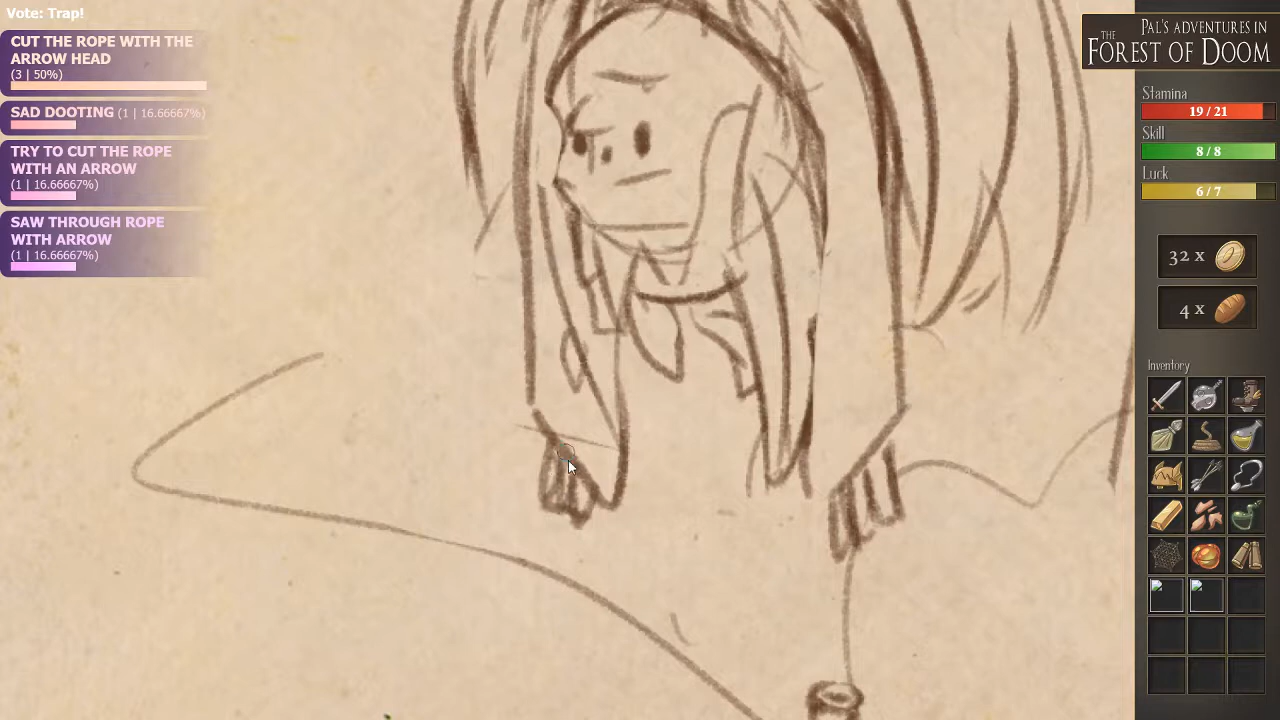 Vote: Trap!
CUT THE ROPE WITH THE
ARROW HEAD
(3 | 50%)
SAD DOOTING (1 | 16.66667%)
TRY TO CUT THE ROPE
WITH AN ARROW
(1 | 16.66667%)
SAW THROUGH ROPE
WITH ARROW
(1 | 16.66667%)
PAL'S ADVENTURES IN
THE FOREST OF DOOM
Stamina
19 / 21
Skill
8 / 8
Luck
6 / 7
32 x
4 x
Inventory